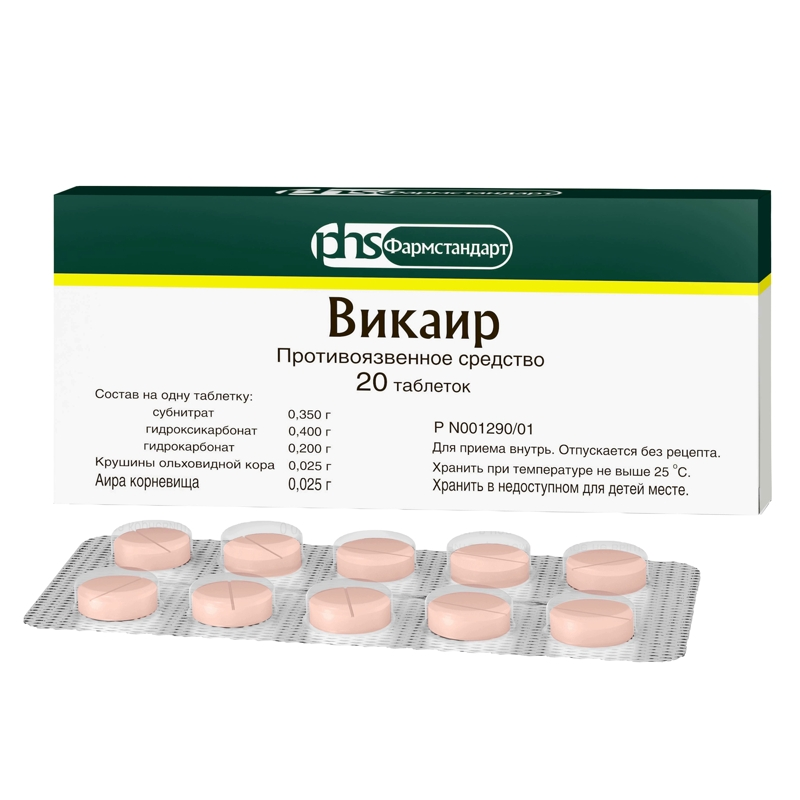 phs Фармстандарт
phs Фармстандарт
Викаир
Противоязвенное средство
20 таблеток
Состав на одну таблетку:
субнитрат 0,350 г
гидроксикарбонат 0,400 г
гидрокарбонат 0,200 г
Крушины ольховидной кора 0,025 г
Аира корневища 0,025 г
P N001290/01
Для приема внутрь. Отпускается без рецепта.
Хранить при температуре не выше 25 °C.
Хранить в недоступном для детей месте.